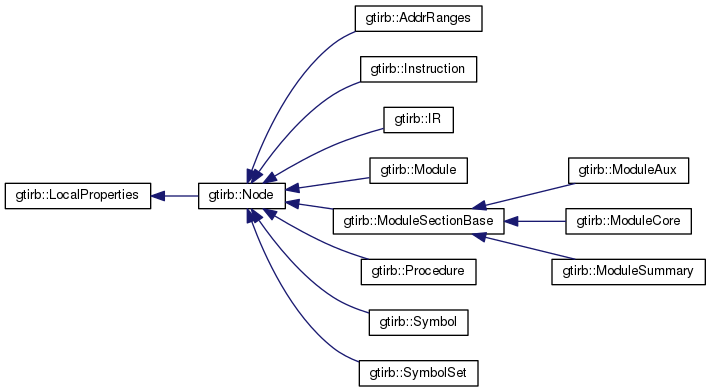 gtirb::AddrRanges
gtirb::Instruction
gtirb::IR
gtirb::Module
gtirb::ModuleAux
gtirb::LocalProperties
gtirb::Node
gtirb::ModuleSectionBase
gtirb::ModuleCore
gtirb::Procedure
gtirb::ModuleSummary
gtirb::Symbol
gtirb::SymbolSet